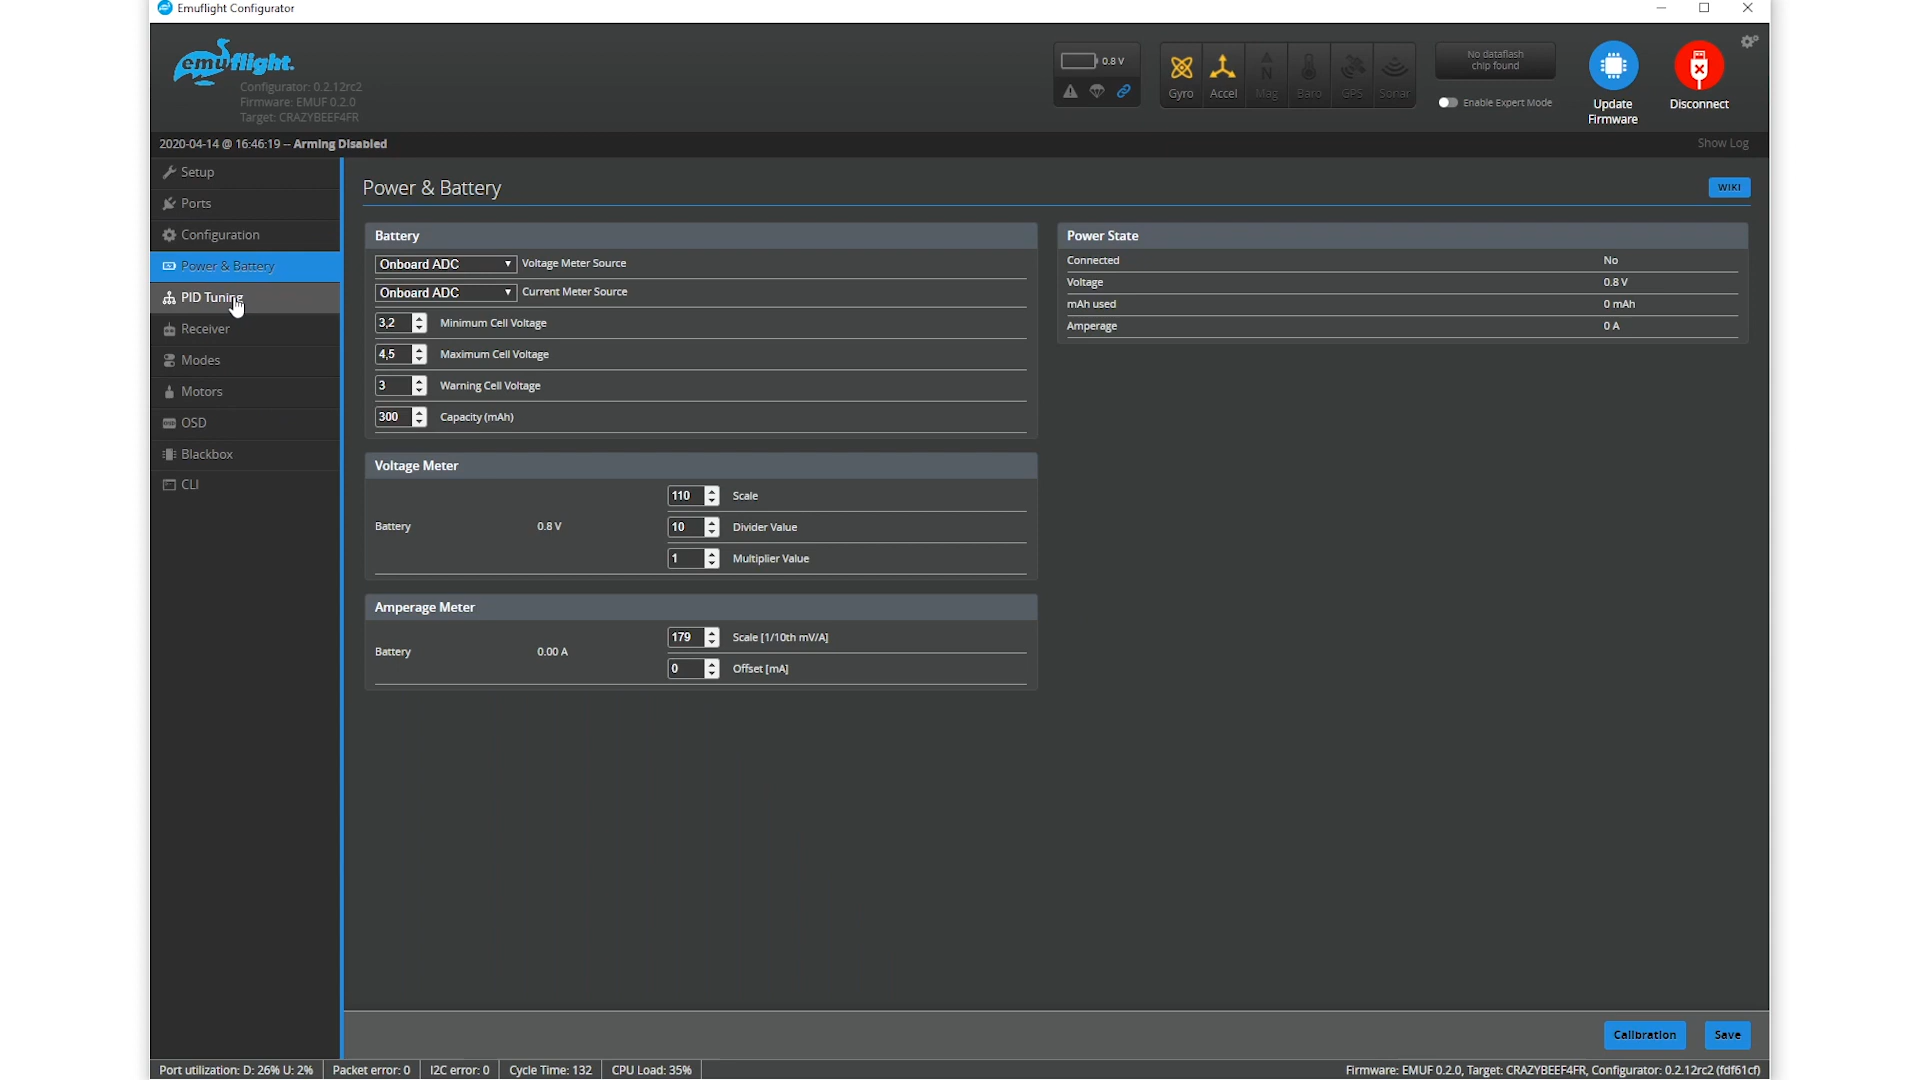 Emuflight Configurator
emuflight.
Configurator: 0.2.12rc2
Firmware: EMUF 0.2.0
Target: CRAZYBEEF4FR
0.8 V
Gyro
Accel
Mag
Baro
GPS
Sonar
No dataflash
chip found
Enable Expert Mode
Update
Firmware
Disconnect
2020-04-14 @ 16:46:19 -- Arming Disabled
Show Log
Setup
Ports
Configuration
Power & Battery
PID Tuning
Receiver
Modes
Motors
OSD
Blackbox
CLI
Power & Battery
WIKI
Battery
Onboard ADC Voltage Meter Source
Onboard ADC Current Meter Source
3,2 Minimum Cell Voltage
4,5 Maximum Cell Voltage
3 Warning Cell Voltage
300 Capacity (mAh)
Power State
Connected No
Voltage 0.8 V
mAh used 0 mAh
Amperage 0 A
Voltage Meter
110 Scale
Battery 0.8 V 10 Divider Value
1 Multiplier Value
Amperage Meter
179 Scale [1/10th mV/A]
Battery 0.00 A
0 Offset [mA]
Calibration
Save
Port utilization: D: 26% U: 2%
Packet error: 0
I2C error: 0
Cycle Time: 132
CPU Load: 35%
Firmware: EMUF 0.2.0, Target: CRAZYBEEF4FR, Configurator: 0.2.12rc2 (fdf61cf)